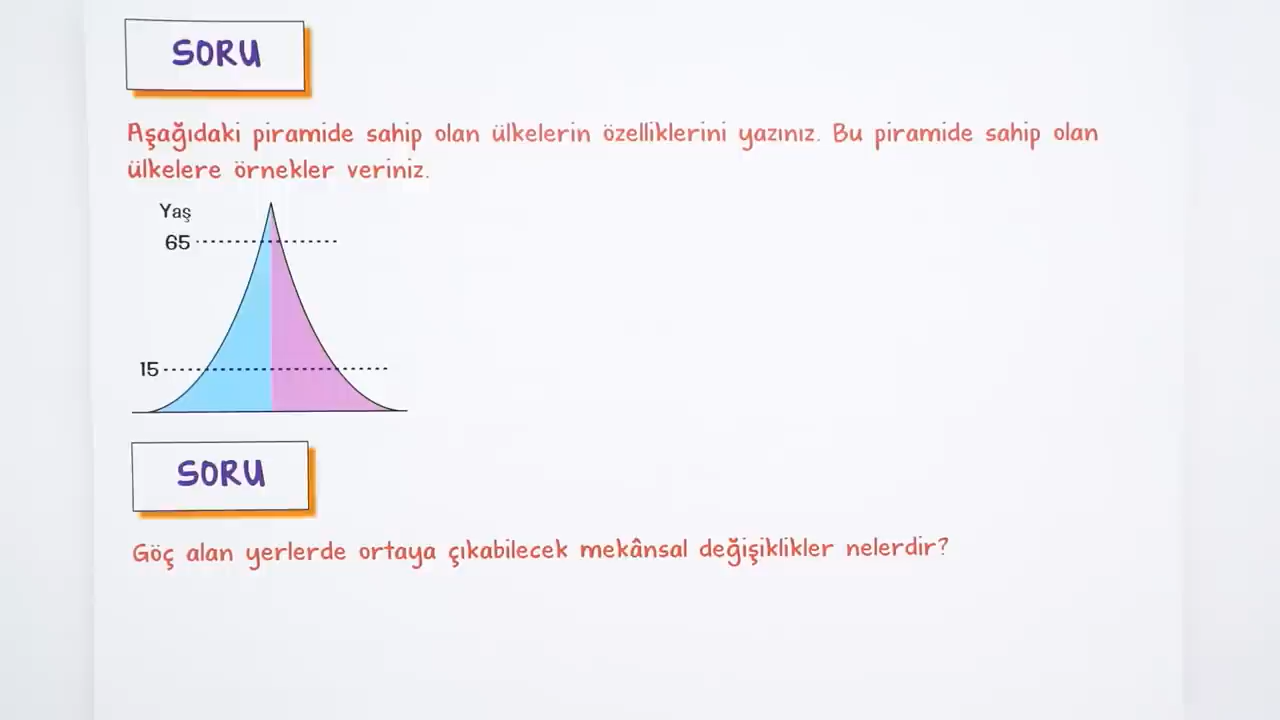 SORU
Aşağıdaki piramide sahip olan ülkelerin özelliklerini yazınız. Bu piramide sahip olan
ülkelere örnekler veriniz.
Yaş
65
15
SORU
Göç alan yerlerde ortaya çıkabilecek mekânsal değişiklikler nelerdir?